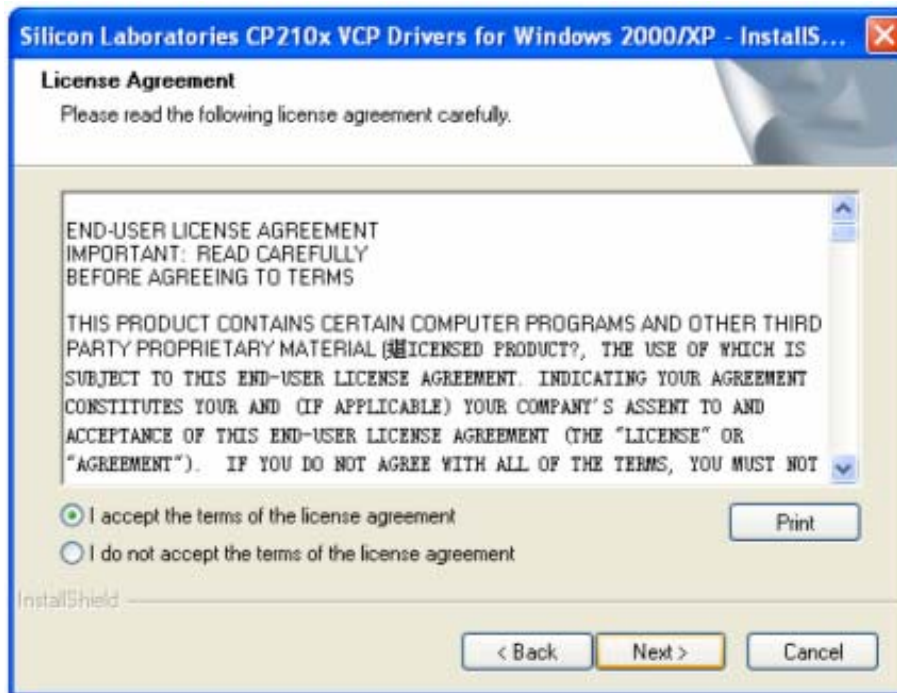 Silicon Laboratories CP210x VCP Drivers for Windows 2000/XP - InstallS...
License Agreement
Please read the following license agreement carefully.
END-USER LICENSE AGREEMENT
IMPORTANT: READ CAREFULLY
BEFORE AGREEING TO TERMS
THIS PRODUCT CONTAINS CERTAIN COMPUTER PROGRAMS AND OTHER THIRD
PARTY PROPRIETARY MATERIAL (ICENSED PRODUCT?, THE USE OF WHICH IS
SUBJECT TO THIS END-USER LICENSE AGREEMENT. INDICATING YOUR AGREEMENT
CONSTITUTES YOUR AND (IF APPLICABLE) YOUR COMPANY'S ASSENT TO AND
ACCEPTANCE OF THIS END-USER LICENSE AGREEMENT (THE "LICENSE" OR
"AGREEMENT"). IF YOU DO NOT AGREE WITH ALL OF THE TERMS, YOU MUST NOT
I accept the terms of the license agreement
Print
I do not accept the terms of the license agreement
InstallShield
< Back
Next >
Cancel